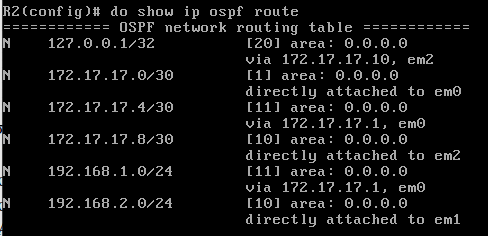 R2(config)# do show ip ospf route
============ OSPF network routing table ============
N    127.0.0.1/32          [20] area: 0.0.0.0
                           via 172.17.17.10, em2
N    172.17.17.0/30        [1] area: 0.0.0.0
                           directly attached to em0
N    172.17.17.4/30        [11] area: 0.0.0.0
                           via 172.17.17.1, em0
N    172.17.17.8/30        [10] area: 0.0.0.0
                           directly attached to em2
N    192.168.1.0/24        [11] area: 0.0.0.0
                           via 172.17.17.1, em0
N    192.168.2.0/24        [10] area: 0.0.0.0
                           directly attached to em1